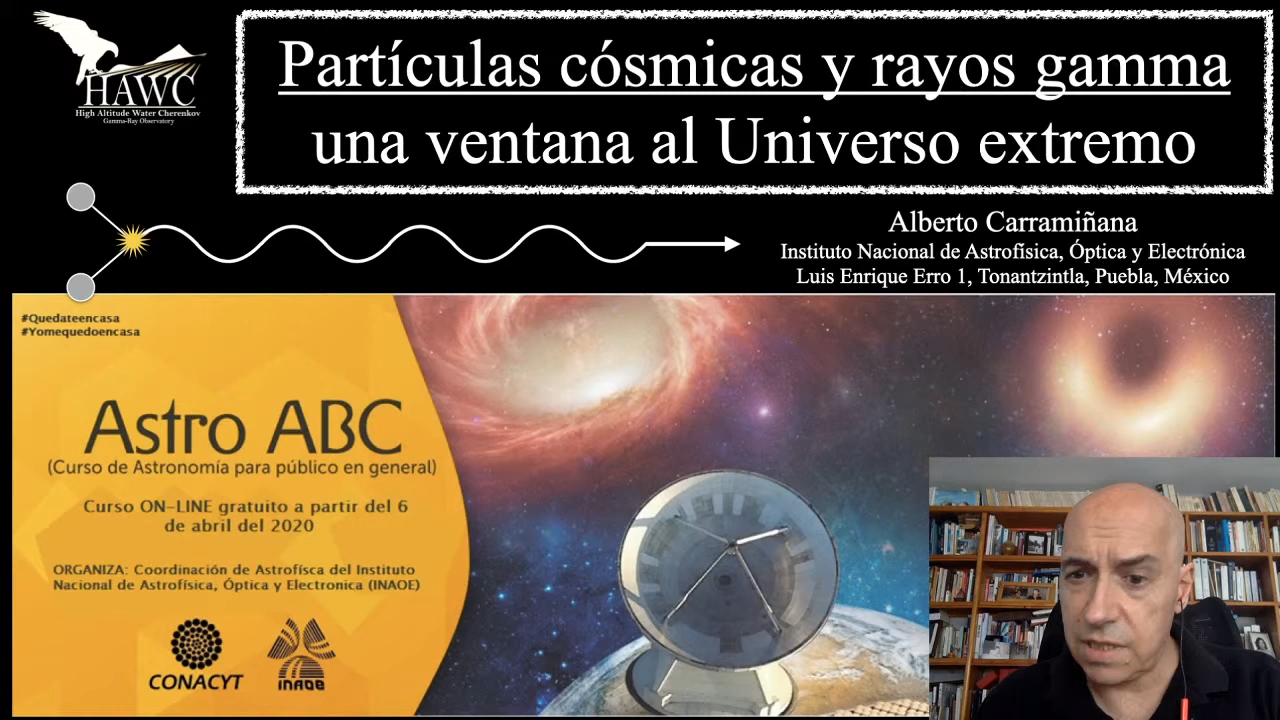 HAWC
High Altitude Water Cherenkov
Gamma-Ray Observatory
Partículas cósmicas y rayos gamma
una ventana al Universo extremo
Alberto Carramiñana
Instituto Nacional de Astrofísica, Óptica y Electrónica
Luis Enrique Erro 1, Tonantzintla, Puebla, México
#Quedateencasa
#Yomequedoencasa
Astro ABC
(Curso de Astronomía para público en general)
Curso ON-LINE gratuito a partir del 6
de abril del 2020
ORGANIZA: Coordinación de Astrofísca del Instituto
Nacional de Astrofísica, Óptica y Electronica (INAOE)
CONACYT
INAOE